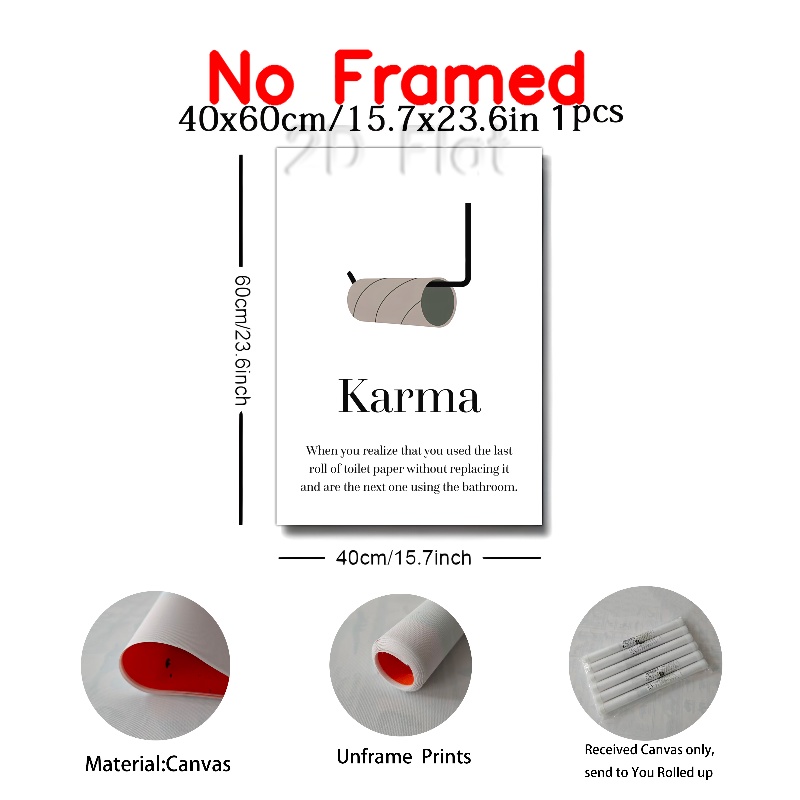 No Framed
40x60cm/15.7x23.6in 1pcs
2D Flat
60cm/23.6inch
Karma
When you realize that you used the last
roll of toilet paper without replacing it
and are the next one using the bathroom.
40cm/15.7inch
Material:Canvas
Unframe Prints
Received Canvas only,
send to You Rolled up